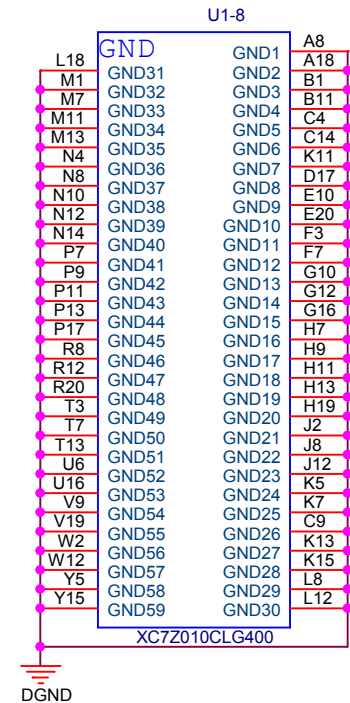 U1-8
GND GND1 A8
L18 GND31 GND2 A18
M1 GND32 GND3 B1
M7 GND33 GND4 B11
M11 GND34 GND5 C4
M13 GND35 GND6 C14
N4 GND36 GND7 K11
N8 GND37 GND8 D17
N10 GND38 GND9 E10
N12 GND39 GND10 E20
N14 GND40 GND11 F3
P7 GND41 GND12 F7
P9 GND42 GND13 G10
P11 GND43 GND14 G12
P13 GND44 GND15 G16
P17 GND45 GND16 H7
R8 GND46 GND17 H9
R12 GND47 GND18 H11
R20 GND48 GND19 H13
T3 GND49 GND20 H19
T7 GND50 GND21 J2
T13 GND51 GND22 J8
U6 GND52 GND23 J12
U16 GND53 GND24 K5
V9 GND54 GND25 K7
V19 GND55 GND26 C9
W2 GND56 GND27 K13
W12 GND57 GND28 K15
Y5 GND58 GND29 L8
Y15 GND59 GND30 L12
XC7Z010CLG400
DGND